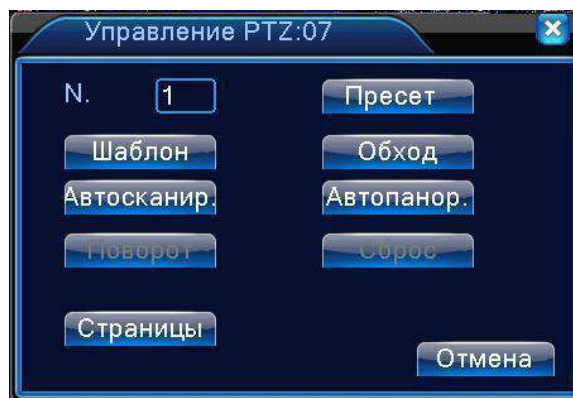 Управление PTZ:07
N. 1 Пресет
Шаблон Обход
Автосканир. Автопанор.
Поворот Сброс
Страницы
Отмена